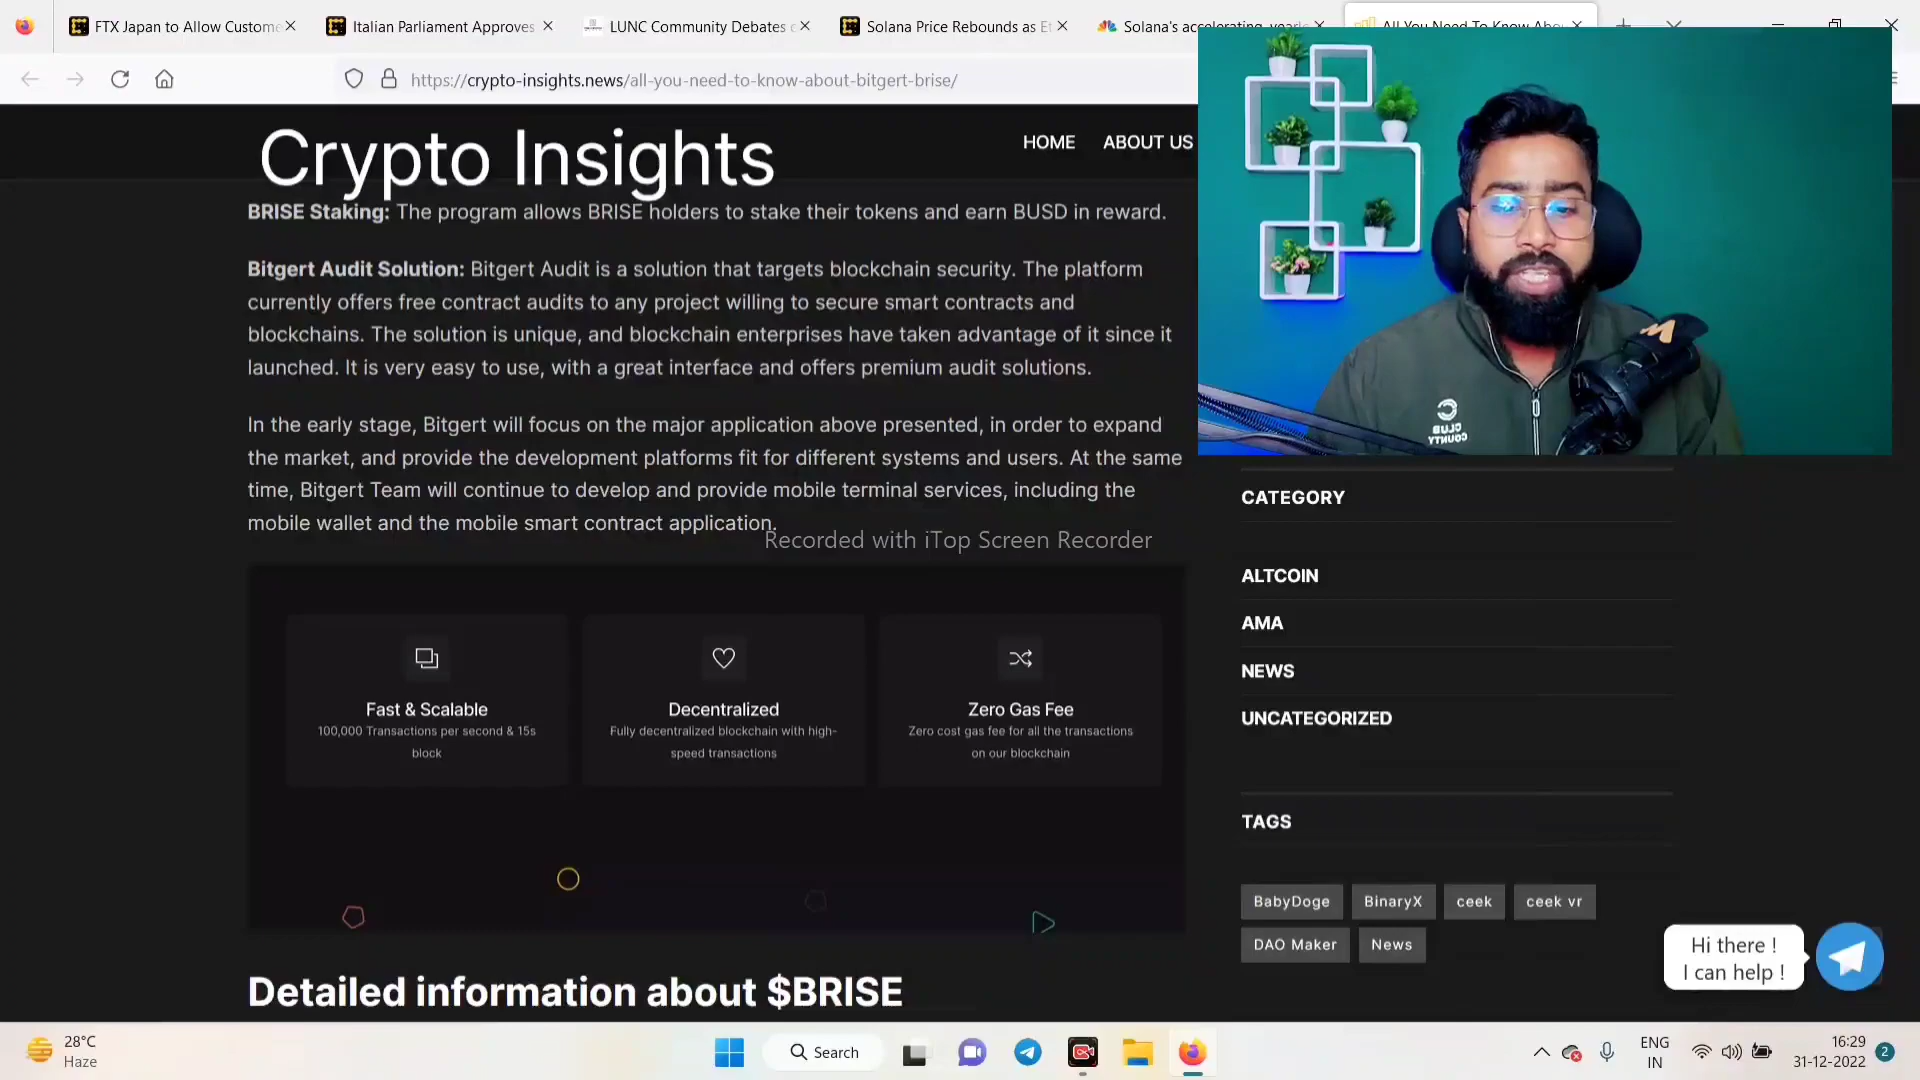 FTX Japan to Allow Custome
Italian Parliament Approves
LUNC Community Debates
Solana Price Rebounds as Et
Solana's accelerating, yearl
All You Need To Know Abo
https://crypto-insights.news/all-you-need-to-know-about-bitgert-brise/
Crypto Insights
HOME
ABOUT US
BRISE Staking: The program allows BRISE holders to stake their tokens and earn BUSD in reward.
Bitgert Audit Solution: Bitgert Audit is a solution that targets blockchain security. The platform
currently offers free contract audits to any project willing to secure smart contracts and
blockchains. The solution is unique, and blockchain enterprises have taken advantage of it since it
launched. It is very easy to use, with a great interface and offers premium audit solutions.
In the early stage, Bitgert will focus on the major application above presented, in order to expand
the market, and provide the development platforms fit for different systems and users. At the same
time, Bitgert Team will continue to develop and provide mobile terminal services, including the
mobile wallet and the mobile smart contract application.
Recorded with iTop Screen Recorder
Fast & Scalable
100,000 Transactions per second & 15s
block
Decentralized
Fully decentralized blockchain with high-
speed transactions
Zero Gas Fee
Zero cost gas fee for all the transactions
on our blockchain
Detailed information about $BRISE
CLUB
COUNTY
CATEGORY
ALTCOIN
AMA
NEWS
UNCATEGORIZED
TAGS
BabyDoge
BinaryX
ceek
ceek vr
DAO Maker
News
Hi there !
I can help !
28°C
Haze
Search
ENG
IN
16:29
31-12-2022
2